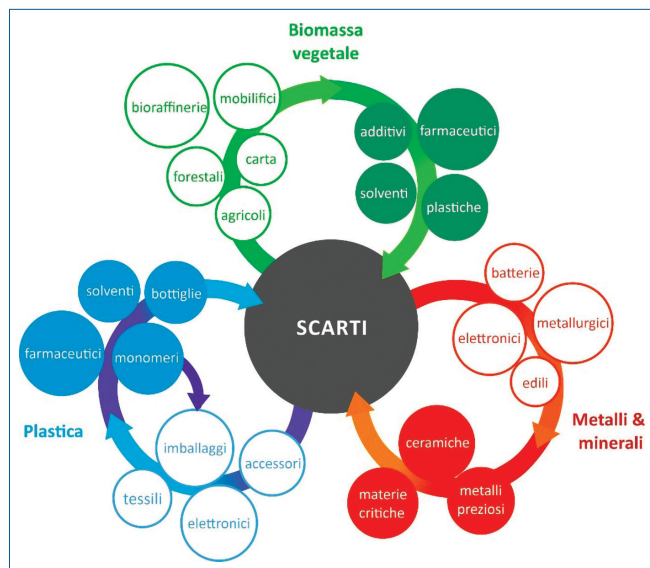 Biomassa
vegetale
bioraffinerie
mobilifici
carta
forestali
agricoli
additivi
farmaceutici
solventi
plastiche
SCARTI
batterie
metallurgici
elettronici
edili
Metalli &
minerali
ceramiche
metalli
preziosi
materie
critiche
solventi
bottiglie
farmaceutici
monomeri
Plastica
imballaggi
accessori
tessili
elettronici